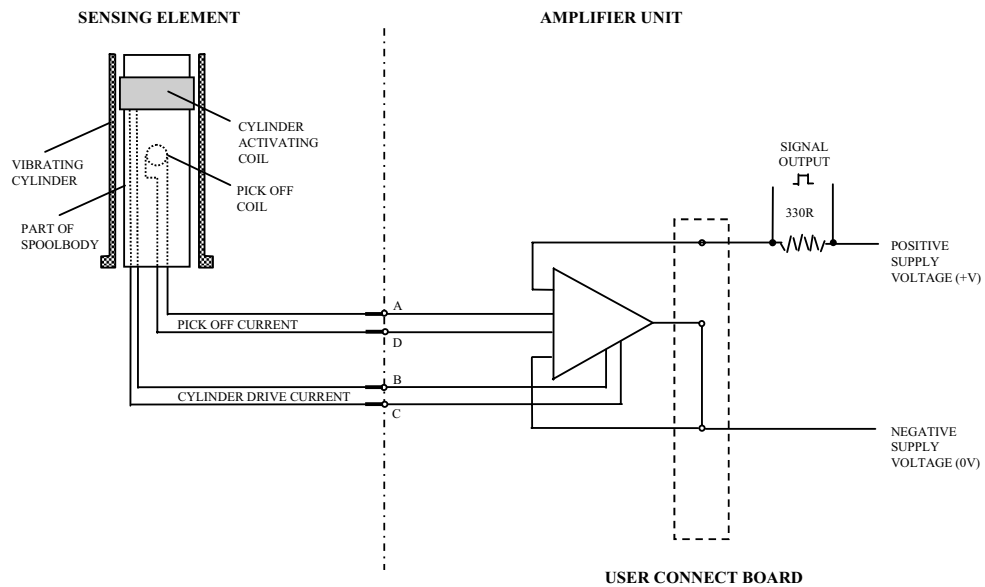 SENSING ELEMENT
AMPLIFIER UNIT
CYLINDER
ACTIVATING
COIL
VIBRATING
CYLINDER
PICK OFF
COIL
PART OF
SPOOLBODY
SIGNAL
OUTPUT
330R
POSITIVE
SUPPLY
VOLTAGE (+V)
A
PICK OFF CURRENT
D
B
CYLINDER DRIVE CURRENT
C
NEGATIVE
SUPPLY
VOLTAGE (0V)
USER CONNECT BOARD